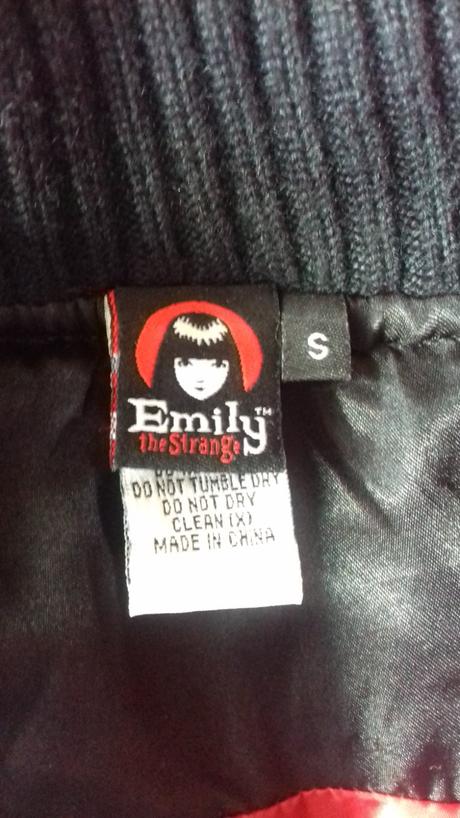 Emily™
the Strange
S
DO NOT TUMBLE DRY
DO NOT DRY
CLEAN (X)
MADE IN CHINA